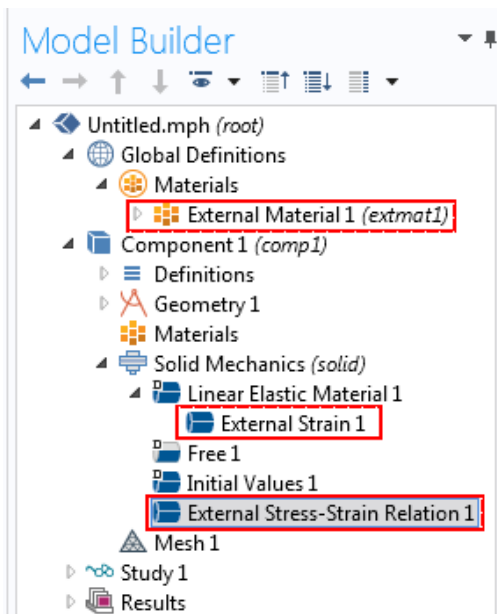 Model Builder
Untitled.mph (root)
Global Definitions
Materials
External Material 1 (extmat1)
Component 1 (comp1)
Definitions
Geometry 1
Materials
Solid Mechanics (solid)
Linear Elastic Material 1
External Strain 1
Free 1
Initial Values 1
External Stress-Strain Relation 1
Mesh 1
Study 1
Results